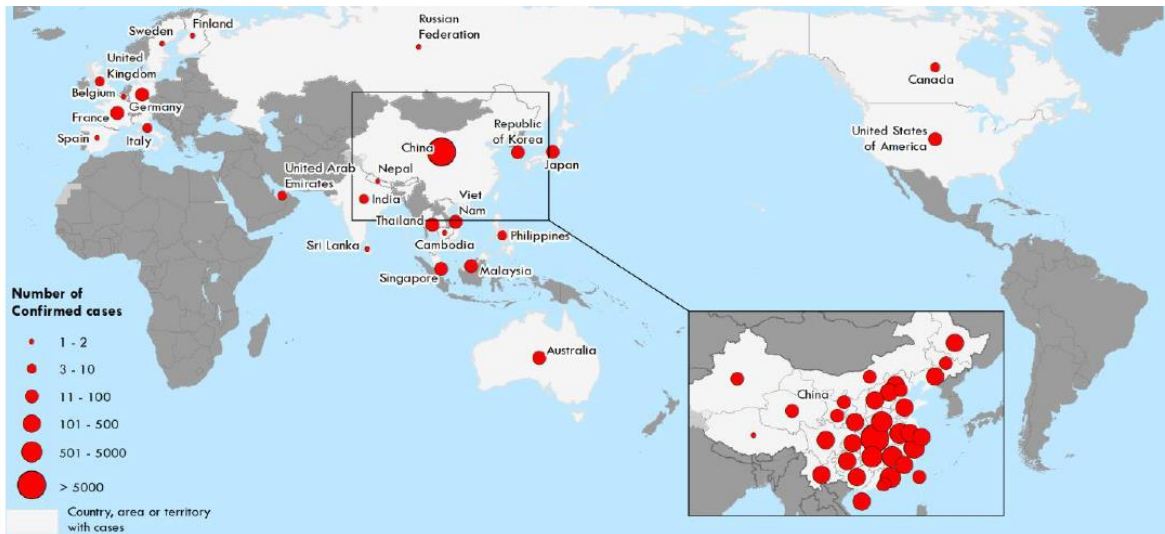 Russian
Federation
Finland
Sweden
United
Kingdom
Belgium
Germany
France
Spain
Italy
Canada
United States
of America
Republic
of Korea
China
Japan
Nepal
United Arab
Emirates
India
Viet
Nam
Thailand
Cambodia
Philippines
Sri Lanka
Singapore
Malaysia
Australia
China
Number of
Confirmed cases
1 - 2
3 - 10
11 - 100
101 - 500
501 - 5000
> 5000
Country, area or territory
with cases